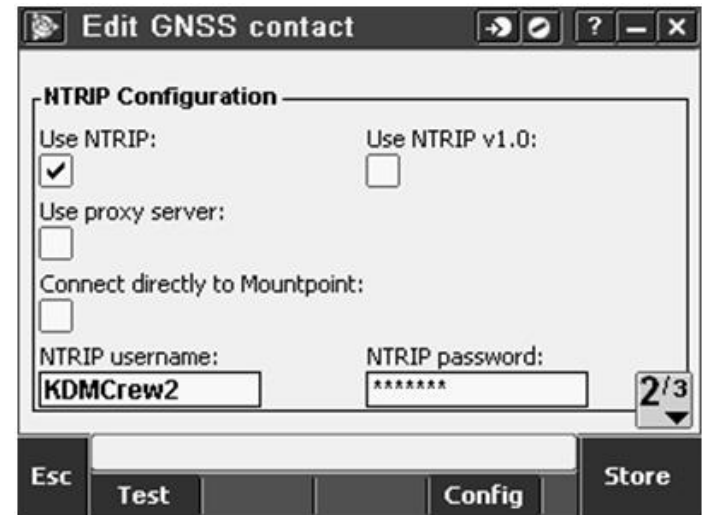 Edit GNSS contact ? – x
NTRIP Configuration
Use NTRIP: Use NTRIP v1.0:
Use proxy server:
Connect directly to Mountpoint:
NTRIP username: NTRIP password:
KDMCrew2 *******
2/3
Esc Test Config Store